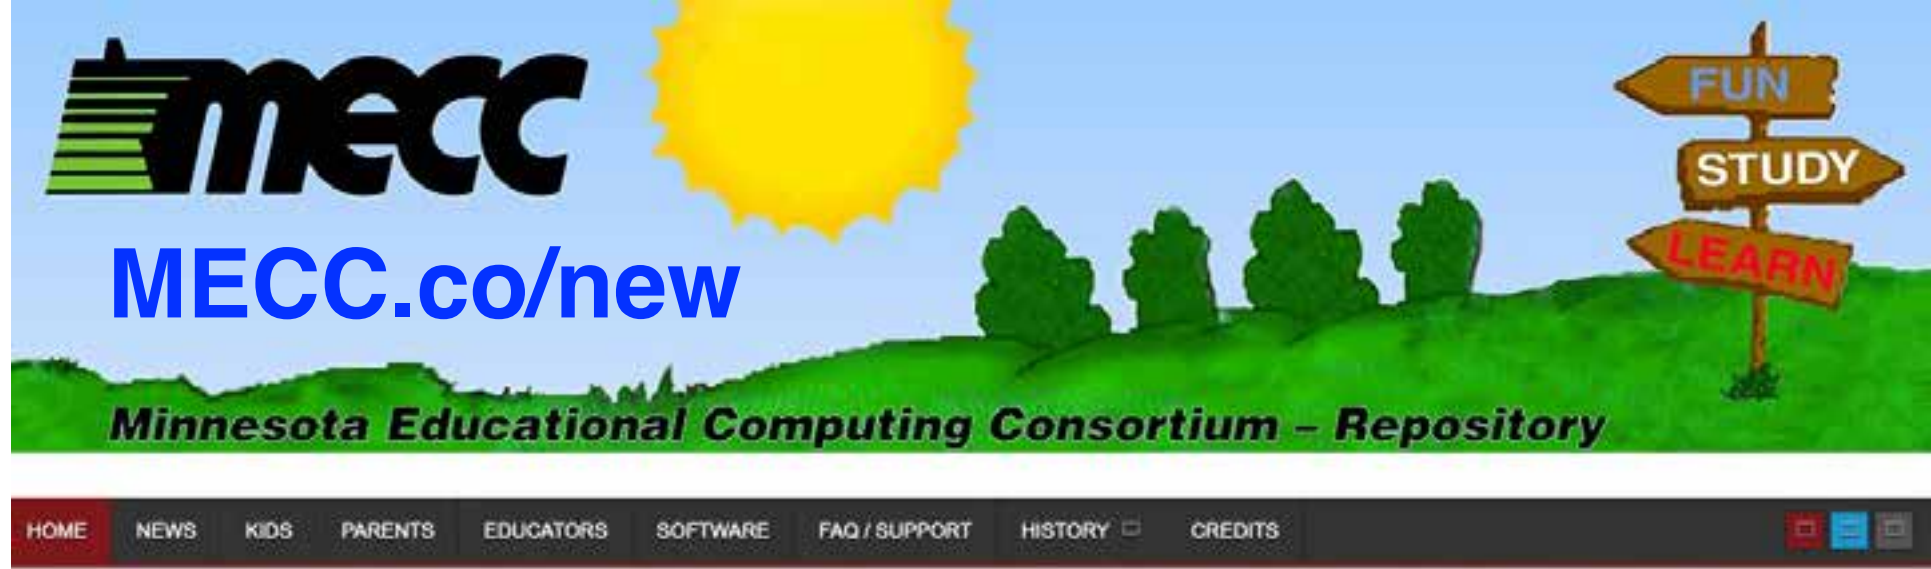 mecc
FUN
STUDY
LEARN
MECC.co/new
Minnesota Educational Computing Consortium – Repository
HOME NEWS KIDS PARENTS EDUCATORS SOFTWARE FAQ / SUPPORT HISTORY CREDITS